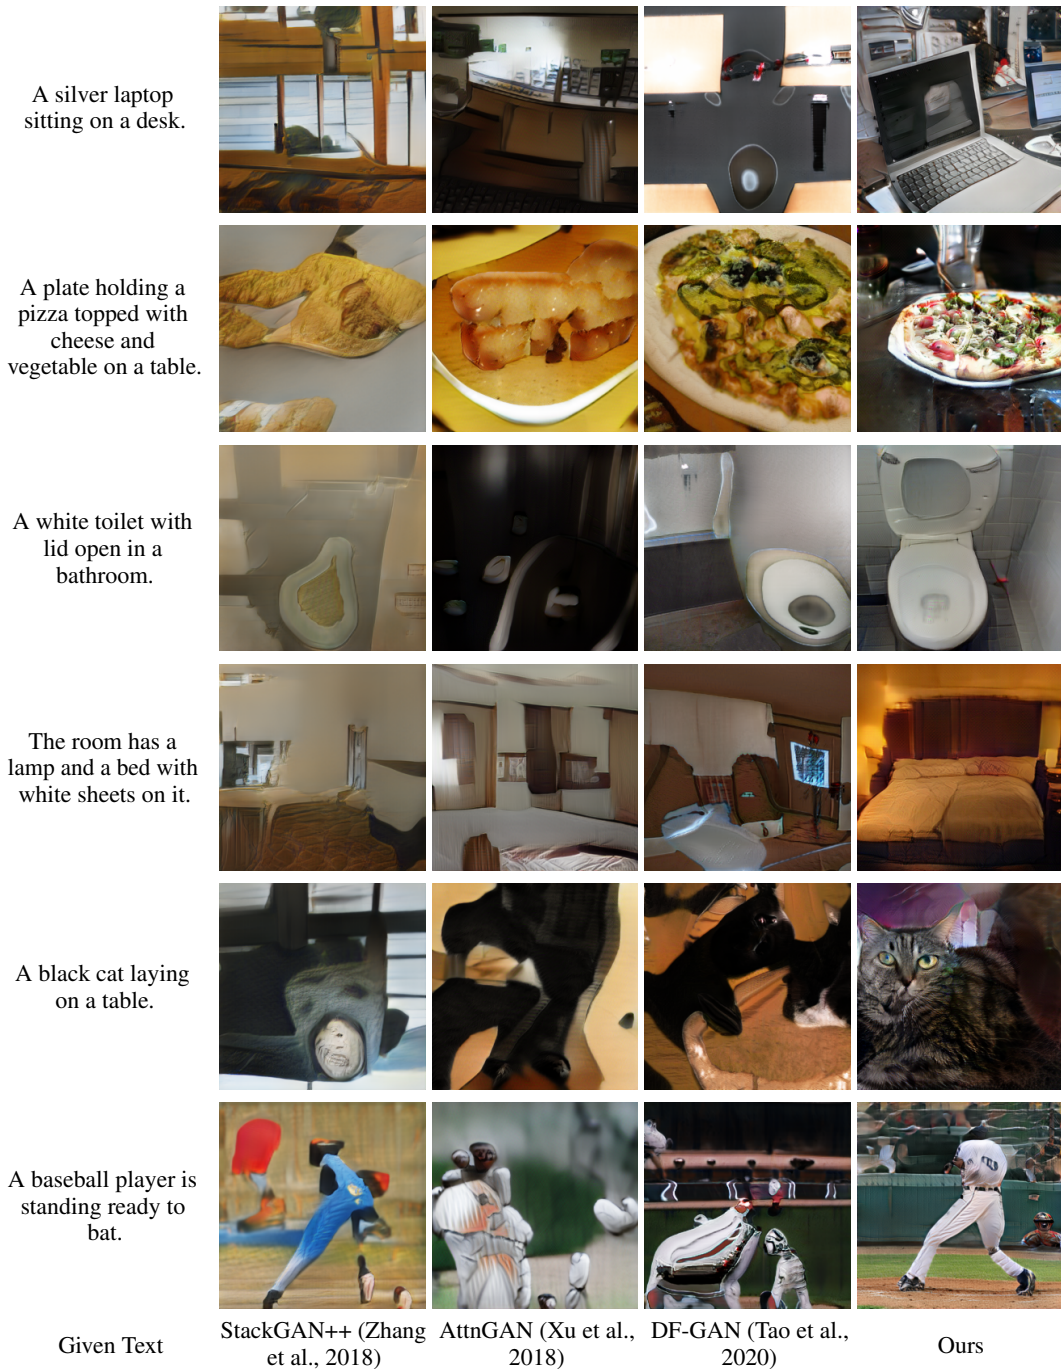 A silver laptop
sitting on a desk.
A plate holding a
pizza topped with
cheese and
vegetable on a table.
A white toilet with
lid open in a
bathroom.
The room has a
lamp and a bed with
white sheets on it.
A black cat laying
on a table.
A baseball player is
standing ready to
bat.
Given Text
StackGAN++ (Zhang
et al., 2018)
AttnGAN (Xu et al.,
2018)
DF-GAN (Tao et al.,
2020)
Ours